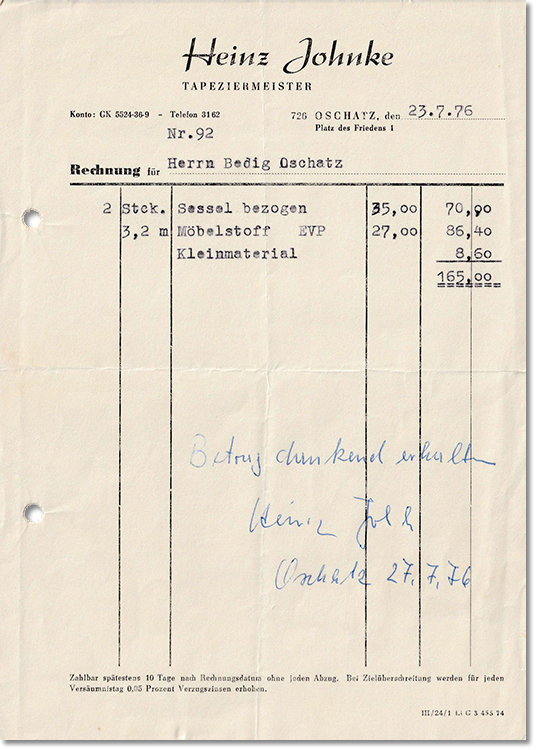 Heinz Johnke
TAPEZIERMEISTER
Konto: GK 5524-36-9 - Telefon 3162
726 OSCHATZ, den 23.7.76
Platz des Friedens 1
Nr.92
Rechnung für Herrn Bedig Oschatz
2 Stck. Sessel bezogen 35,00 70,00
3,2 m Möbelstoff EVP 27,00 86,40
Kleinmaterial 8,60
165,00
Betrag dankend erhalten
Heinz
Oschatz 27.7.76
Zahlbar spätestens 10 Tage nach Rechnungsdatum ohne jeden Abzug. Bei Zielüberschreitung werden für jeden
Versäumnistag 0,05 Prozent Verzugszinsen erhoben.
III/24/1 Li G 3 455 74